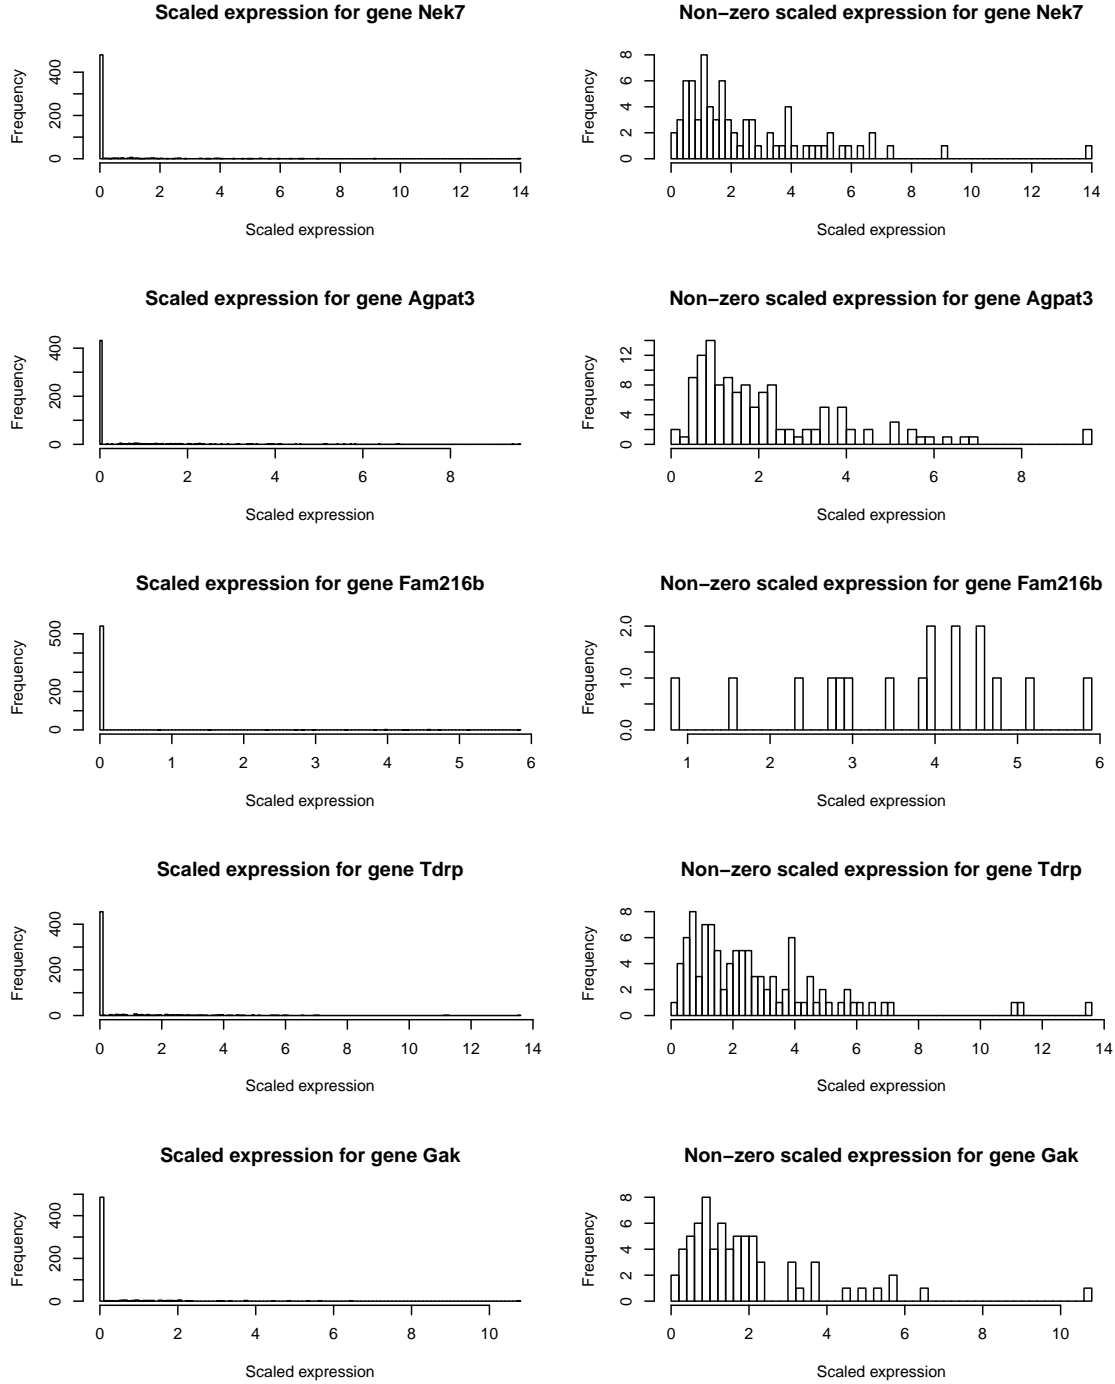 Scaled expression for gene Nek7
Frequency
0 200 400
0 2 4 6 8 10 12 14
Scaled expression
Non−zero scaled expression for gene Nek7
Frequency
0 2 4 6 8
0 2 4 6 8 10 12 14
Scaled expression
Scaled expression for gene Agpat3
Frequency
0 200 400
0 2 4 6 8
Scaled expression
Non−zero scaled expression for gene Agpat3
Frequency
0 4 8 12
0 2 4 6 8
Scaled expression
Scaled expression for gene Fam216b
Frequency
0 200 500
0 1 2 3 4 5 6
Scaled expression
Non−zero scaled expression for gene Fam216b
Frequency
0.0 1.0 2.0
1 2 3 4 5 6
Scaled expression
Scaled expression for gene Tdrp
Frequency
0 200 400
0 2 4 6 8 10 12 14
Scaled expression
Non−zero scaled expression for gene Tdrp
Frequency
0 2 4 6 8
0 2 4 6 8 10 12 14
Scaled expression
Scaled expression for gene Gak
Frequency
0 200 400
0 2 4 6 8 10
Scaled expression
Non−zero scaled expression for gene Gak
Frequency
0 2 4 6 8
0 2 4 6 8 10
Scaled expression